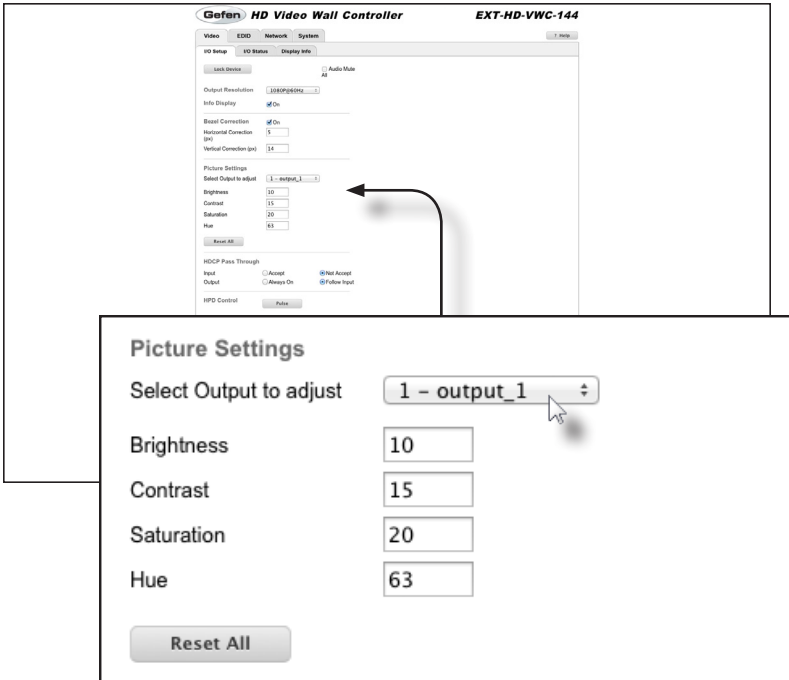 Gefen HD Video Wall Controller EXT-HD-VWC-144
Video EDID Network System ? Help
I/O Setup I/O Status Display Info
Lock Device Audio Mute All
Output Resolution 1080P@60Hz
Info Display On
Bezel Correction On
Horizontal Correction (px) 5
Vertical Correction (px) 14
Picture Settings
Select Output to adjust 1 – output_1
Brightness 10
Contrast 15
Saturation 20
Hue 63
Reset All
HDCP Pass Through
Input Accept Not Accept
Output Always On Follow Input
HPD Control Pulse
Picture Settings
Select Output to adjust 1 – output_1
Brightness 10
Contrast 15
Saturation 20
Hue 63
Reset All